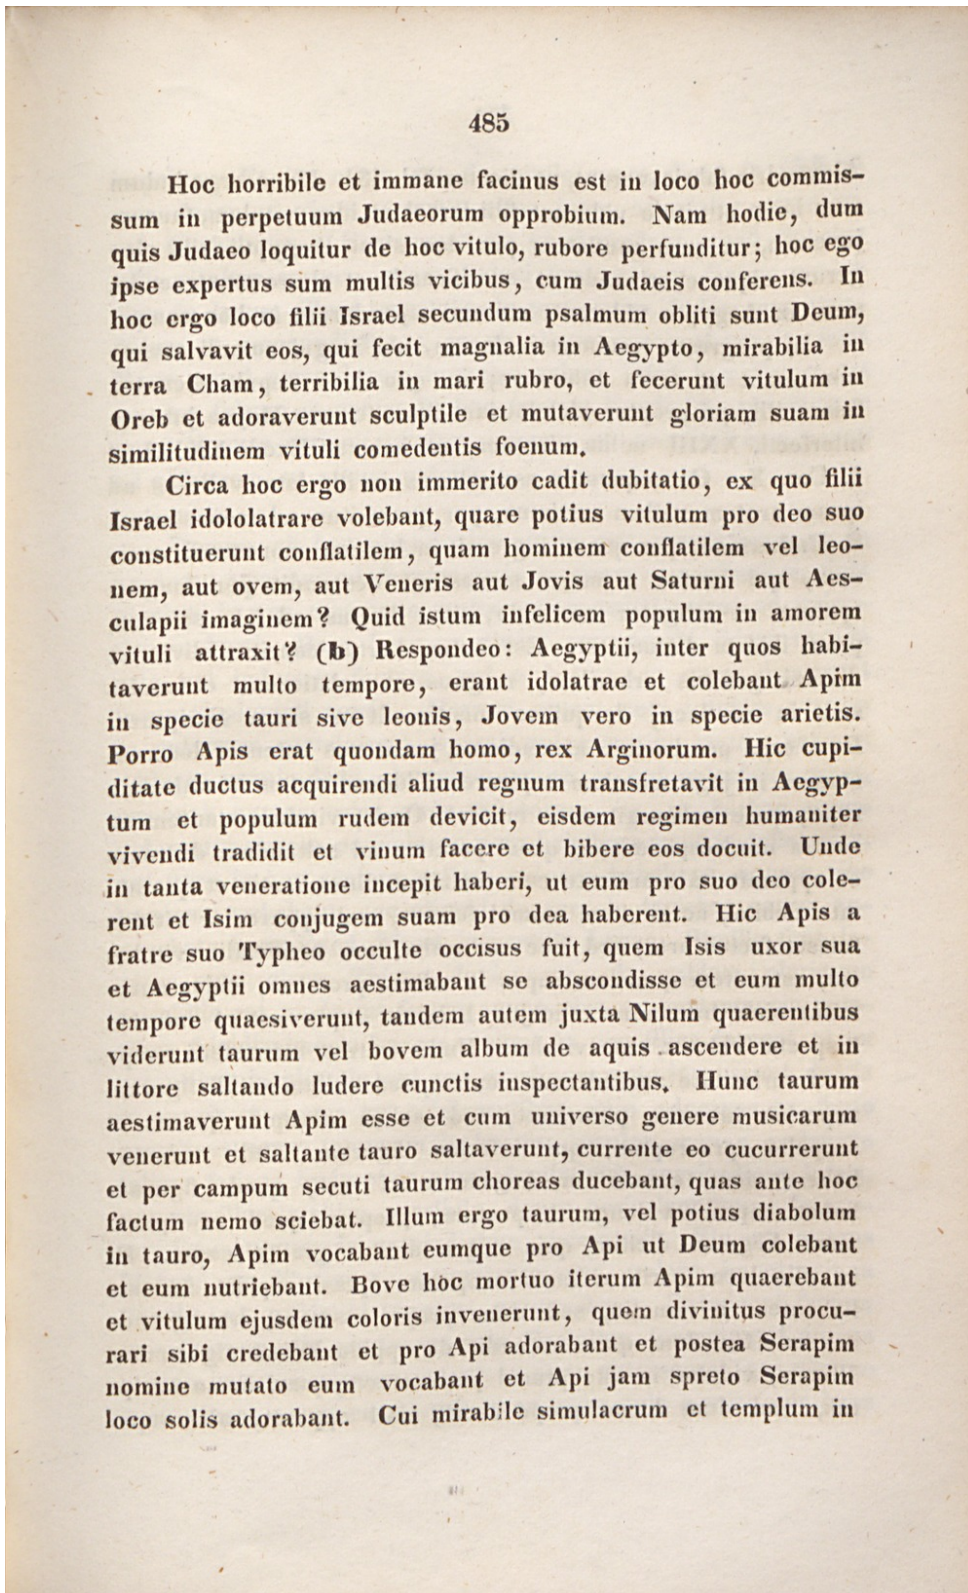 485
Hoc horribile et immane facinus est in loco hoc commis-
sum in perpetuum Judaeorum opprobium. Nam hodie, dum
quis Judaeo loquitur de hoc vitulo, rubore perfunditur; hoc ego
ipse expertus sum multis vicibus, cum Judaeis conferens. In
hoc ergo loco filii Israel secundum psalmum obliti sunt Deum,
qui salvavit eos, qui fecit magnalia in Aegypto, mirabilia in
terra Cham, terribilia in mari rubro, et fecerunt vitulum in
Oreb et adoraverunt sculptile et mutaverunt gloriam suam in
similitudinem vituli comedentis foenum.
Circa hoc ergo non immerito cadit dubitatio, ex quo filii
Israel idololatrare volebant, quare potius vitulum pro deo suo
constituerunt conflatilem, quam hominem conflatilem vel leo-
nem, aut ovem, aut Veneris aut Jovis aut Saturni aut Aes-
culapii imaginem? Quid istum infelicem populum in amorem
vituli attraxit? (b) Respondeo: Aegyptii, inter quos habi-
taverunt multo tempore, erant idolatrae et colebant Apim
in specie tauri sive leonis, Jovem vero in specie arietis.
Porro Apis erat quondam homo, rex Arginorum. Hic cupi-
ditate ductus acquirendi aliud regnum transfretavit in Aegyp-
tum et populum rudem devicit, eisdem regimen humaniter
vivendi tradidit et vinum facere et bibere eos docuit. Unde
in tanta veneratione incepit haberi, ut eum pro suo deo cole-
rent et Isim conjugem suam pro dea haberent. Hic Apis a
fratre suo Typheo occulte occisus fuit, quem Isis uxor sua
et Aegyptii omnes aestimabant se abscondisse et eum multo
tempore quaesiverunt, tandem autem juxta Nilum quaerentibus
viderunt taurum vel bovem album de aquis ascendere et in
littore saltando ludere cunctis inspectantibus. Hunc taurum
aestimaverunt Apim esse et cum universo genere musicarum
venerunt et saltante tauro saltaverunt, currente eo cucurrerunt
et per campum secuti taurum choreas ducebant, quas ante hoc
factum nemo sciebat. Illum ergo taurum, vel potius diabolum
in tauro, Apim vocabant eumque pro Api ut Deum colebant
et eum nutriebant. Bove hoc mortuo iterum Apim quaerebant
et vitulum ejusdem coloris invenerunt, quem divinitus procu-
rari sibi credebant et pro Api adorabant et postea Serapim
nomine mutato eum vocabant et Api jam spreto Serapim
loco solis adorabant. Cui mirabile simulacrum et templum in